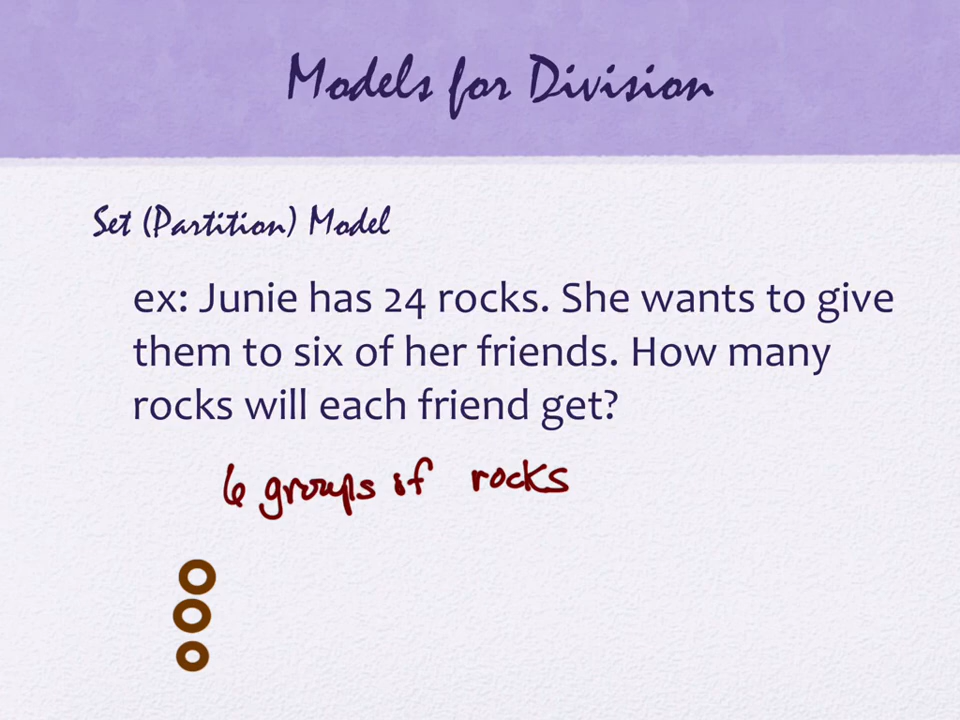 Models for Division
Set (Partition) Model
ex: Junie has 24 rocks. She wants to give
them to six of her friends. How many
rocks will each friend get?
6 groups of rocks